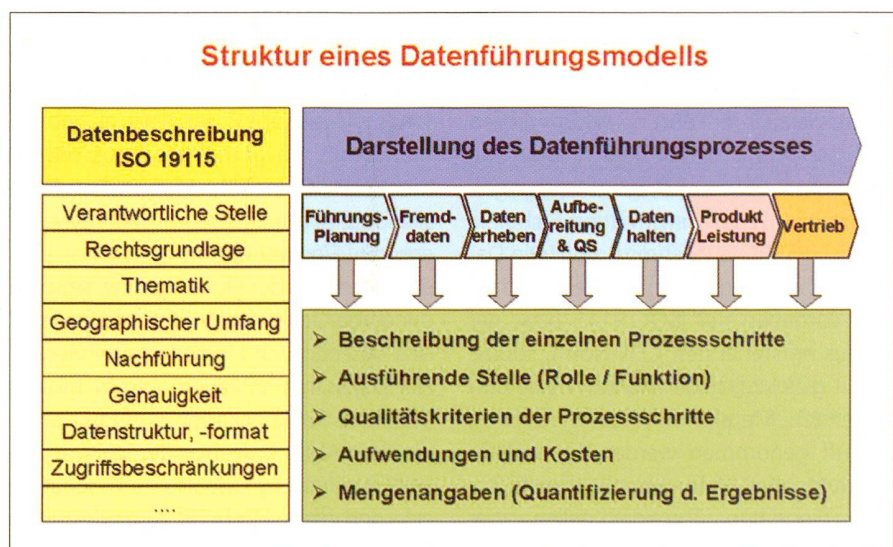 Struktur eines Datenführungsmodells
Datenbeschreibung
ISO 19115
Verantwortliche Stelle
Rechtsgrundlage
Thematik
Geographischer Umfang
Nachführung
Genauigkeit
Datenstruktur, -format
Zugriffsbeschränkungen
....
Darstellung des Datenführungsprozesses
Führungs-
Planung
Fremd-
daten
Daten
erheben
Aufbe-
reitung
& QS
Daten
halten
Produkt
Leistung
Vertrieb
➢ Beschreibung der einzelnen Prozessschritte
➢ Ausführende Stelle (Rolle / Funktion)
➢ Qualitätskriterien der Prozessschritte
➢ Aufwendungen und Kosten
➢ Mengenangaben (Quantifizierung d. Ergebnisse)